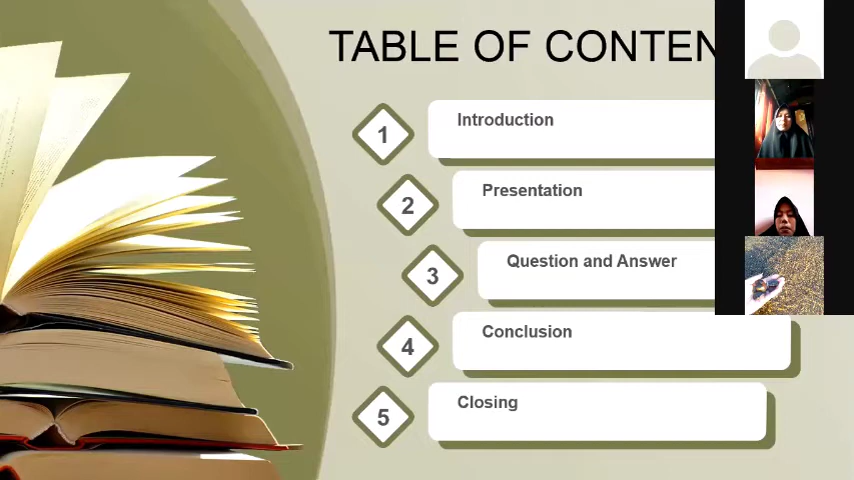 TABLE OF CONTEN
1
Introduction
2
Presentation
3
Question and Answer
4
Conclusion
5
Closing